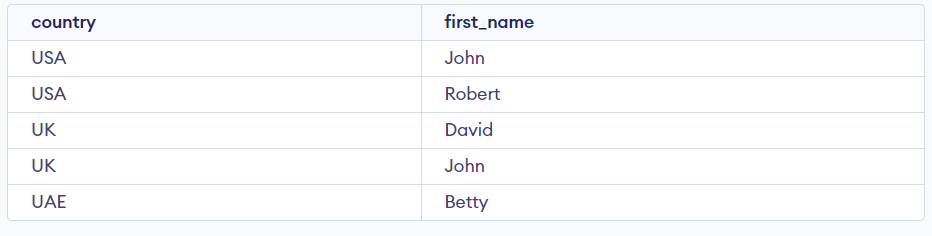 country first_name
USA John
USA Robert
UK David
UK John
UAE Betty